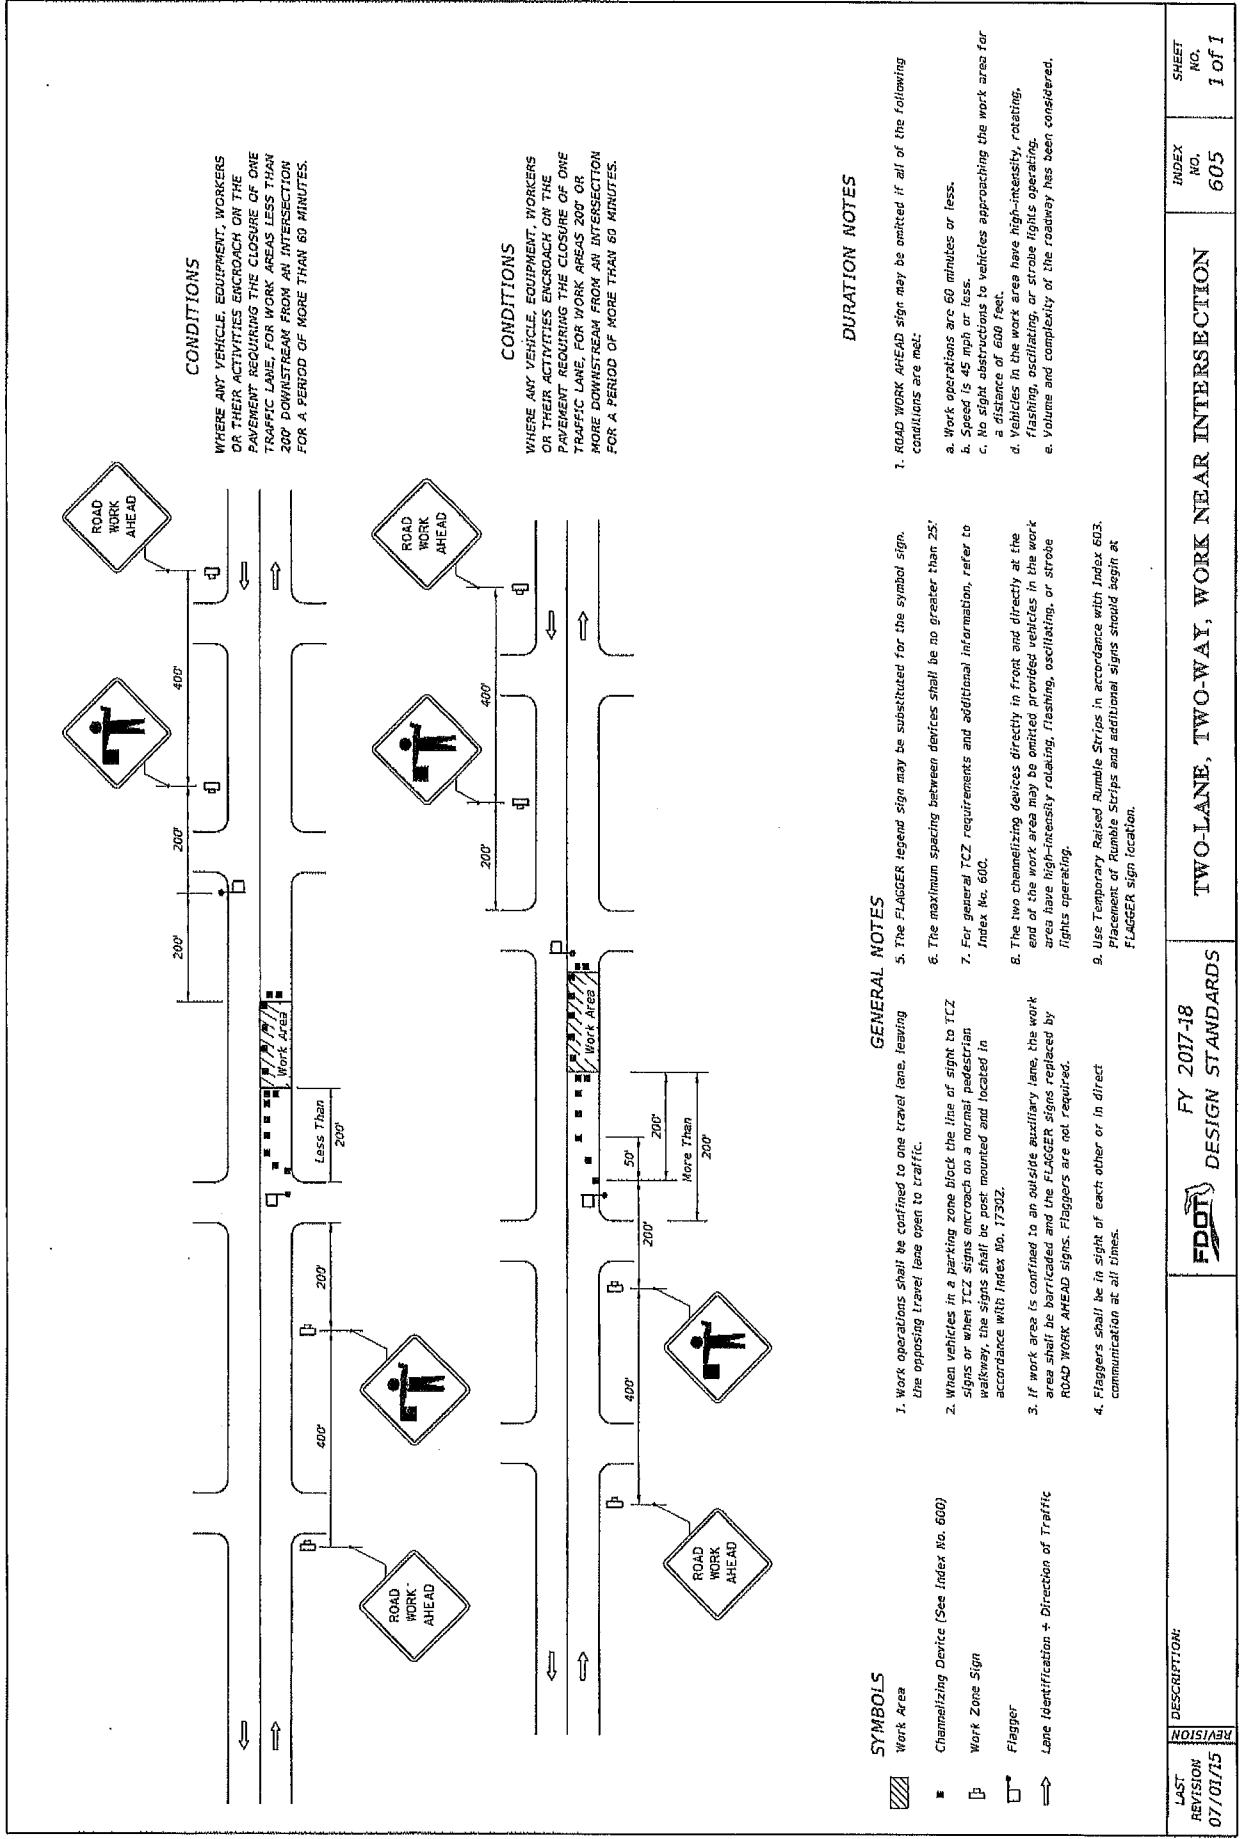 ROAD
WORK
AHEAD
CONDITIONS
WHERE ANY VEHICLE, EQUIPMENT, WORKERS
OR THEIR ACTIVITIES ENCROACH ON THE
PAVEMENT REQUIRING THE CLOSURE OF ONE
TRAFFIC LANE, FOR WORK AREAS LESS THAN
200' DOWNSTREAM FROM AN INTERSECTION
FOR A PERIOD OF MORE THAN 60 MINUTES.
400'
200'
200'
Work Area
Less Than
200'
200'
400'
ROAD
WORK
AHEAD
ROAD
WORK
AHEAD
CONDITIONS
WHERE ANY VEHICLE, EQUIPMENT, WORKERS
OR THEIR ACTIVITIES ENCROACH ON THE
PAVEMENT REQUIRING THE CLOSURE OF ONE
TRAFFIC LANE, FOR WORK AREAS 200' OR
MORE DOWNSTREAM FROM AN INTERSECTION
FOR A PERIOD OF MORE THAN 60 MINUTES.
400'
200'
Work Area
50'
200'
More Than
200'
200'
400'
ROAD
WORK
AHEAD
SYMBOLS
Work Area
Channelizing Device (See Index No. 600)
Work Zone Sign
Flagger
Lane Identification + Direction of Traffic
GENERAL NOTES
1. Work operations shall be confined to one travel lane, leaving
the opposing travel lane open to traffic.
2. When vehicles in a parking zone block the line of sight to TCZ
signs or when TCZ signs encroach on a normal pedestrian
walkway, the signs shall be post mounted and located in
accordance with Index No. 17302.
3. If work area is confined to an outside auxiliary lane, the work
area shall be barricaded and the FLAGGER signs replaced by
ROAD WORK AHEAD signs. Flaggers are not required.
4. Flaggers shall be in sight of each other or in direct
communication at all times.
5. The FLAGGER legend sign may be substituted for the symbol sign.
6. The maximum spacing between devices shall be no greater than 25'.
7. For general TCZ requirements and additional information, refer to
Index No. 600.
8. The two channelizing devices directly in front and directly at the
end of the work area may be omitted provided vehicles in the work
area have high-intensity rotating, flashing, oscillating, or strobe
lights operating.
9. Use Temporary Raised Rumble Strips in accordance with Index 603.
Placement of Rumble Strips and additional signs should begin at
FLAGGER sign location.
DURATION NOTES
1. ROAD WORK AHEAD sign may be omitted if all of the following
conditions are met:
a. Work operations are 60 minutes or less.
b. Speed is 45 mph or less.
c. No sight obstructions to vehicles approaching the work area for
a distance of 600 feet.
d. Vehicles in the work area have high-intensity, rotating,
flashing, oscillating, or strobe lights operating.
e. Volume and complexity of the roadway has been considered.
LAST
REVISION
07/01/15
REVISION
DESCRIPTION:
FDOT
FY 2017-18
DESIGN STANDARDS
TWO-LANE, TWO-WAY, WORK NEAR INTERSECTION
INDEX
NO.
605
SHEET
NO.
1 of 1